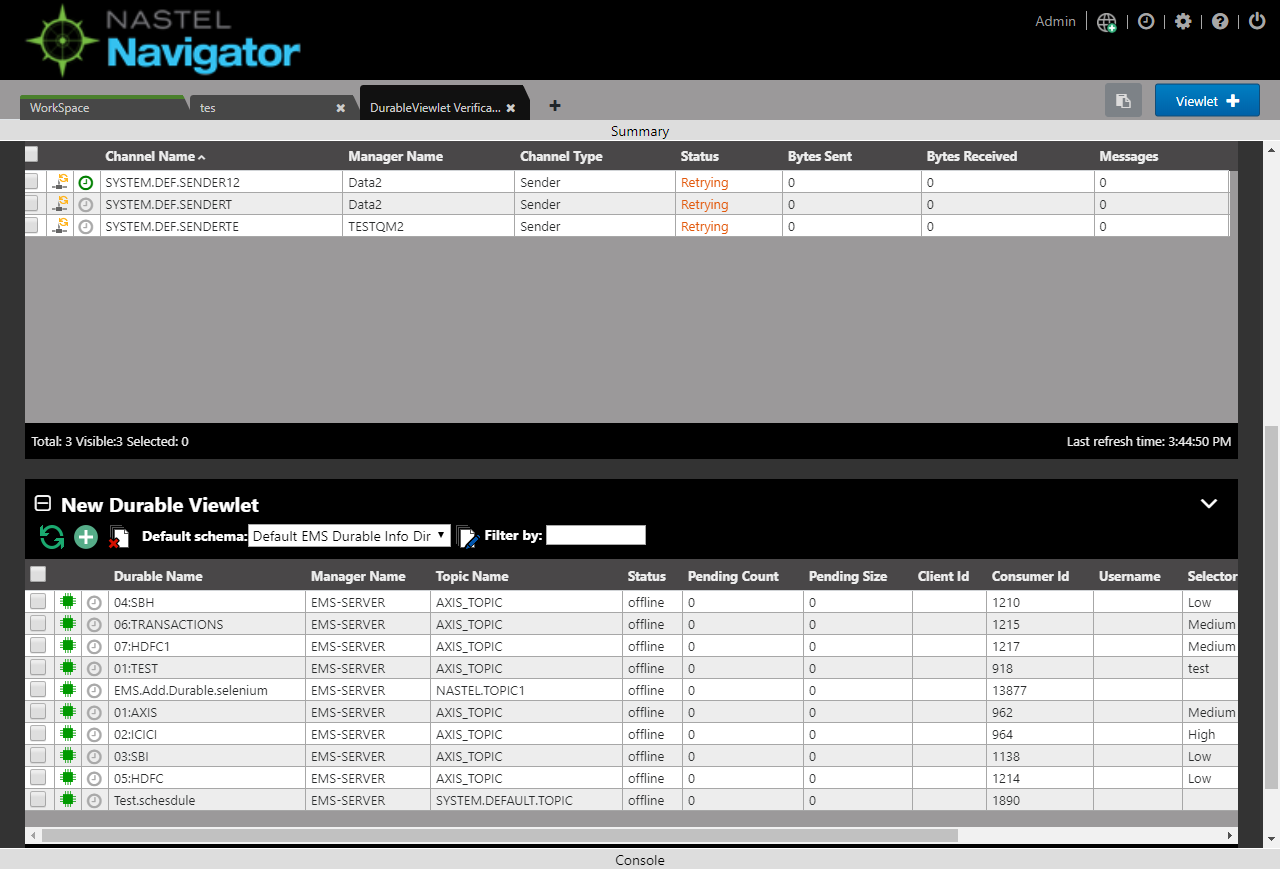 NASTEL
Navigator
Admin
WorkSpace
tes
DurableViewlet Verifica...
Viewlet
Summary
Channel Name Manager Name Channel Type Status Bytes Sent Bytes Received Messages
SYSTEM.DEF.SENDER12 Data2 Sender Retrying 0 0 0
SYSTEM.DEF.SENDERT Data2 Sender Retrying 0 0 0
SYSTEM.DEF.SENDERTE TESTQM2 Sender Retrying 0 0 0
Total: 3 Visible:3 Selected: 0 Last refresh time: 3:44:50 PM
New Durable Viewlet
Default schema: Default EMS Durable Info Dir Filter by:
Durable Name Manager Name Topic Name Status Pending Count Pending Size Client Id Consumer Id Username Selector
04:SBH EMS-SERVER AXIS_TOPIC offline 0 0 1210 Low
06:TRANSACTIONS EMS-SERVER AXIS_TOPIC offline 0 0 1215 Medium
07:HDFC1 EMS-SERVER AXIS_TOPIC offline 0 0 1217 Medium
01:TEST EMS-SERVER AXIS_TOPIC offline 0 0 918 test
EMS.Add.Durable.selenium EMS-SERVER NASTEL.TOPIC1 offline 0 0 13877
01:AXIS EMS-SERVER AXIS_TOPIC offline 0 0 962 Medium
02:ICICI EMS-SERVER AXIS_TOPIC offline 0 0 964 High
03:SBI EMS-SERVER AXIS_TOPIC offline 0 0 1138 Low
05:HDFC EMS-SERVER AXIS_TOPIC offline 0 0 1214 Low
Test.schesdule EMS-SERVER SYSTEM.DEFAULT.TOPIC offline 0 0 1890
Console